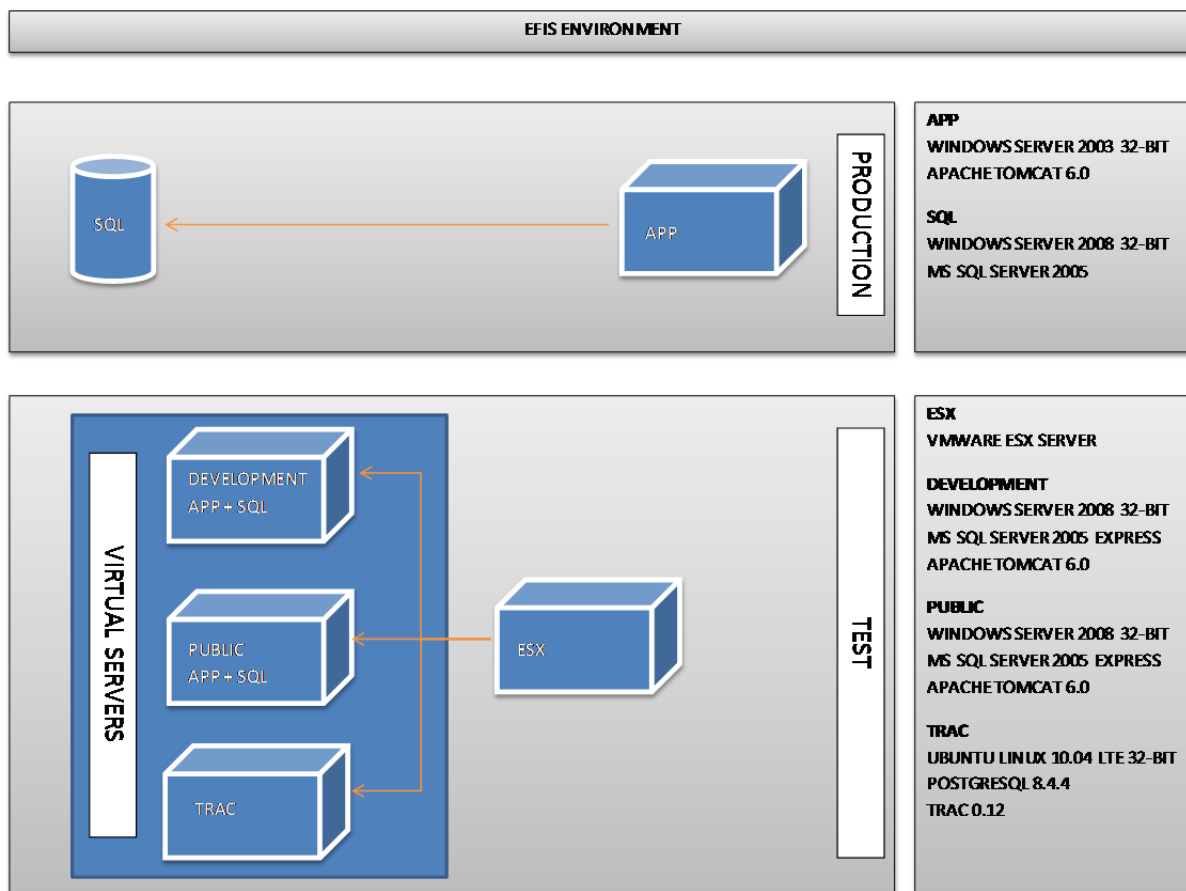 EFIS ENVIRONMENT
SQL
APP
PRODUCTION
APP
WINDOWS SERVER 2003 32-BIT
APACHE TOMCAT 6.0
SQL
WINDOWS SERVER 2008 32-BIT
MS SQL SERVER 2005
VIRTUAL SERVERS
DEVELOPMENT
APP + SQL
PUBLIC
APP + SQL
TRAC
ESX
TEST
ESX
VMWARE ESX SERVER
DEVELOPMENT
WINDOWS SERVER 2008 32-BIT
MS SQL SERVER 2005 EXPRESS
APACHE TOMCAT 6.0
PUBLIC
WINDOWS SERVER 2008 32-BIT
MS SQL SERVER 2005 EXPRESS
APACHE TOMCAT 6.0
TRAC
UBUNTU LINUX 10.04 LTE 32-BIT
POSTGRESQL 8.4.4
TRAC 0.12